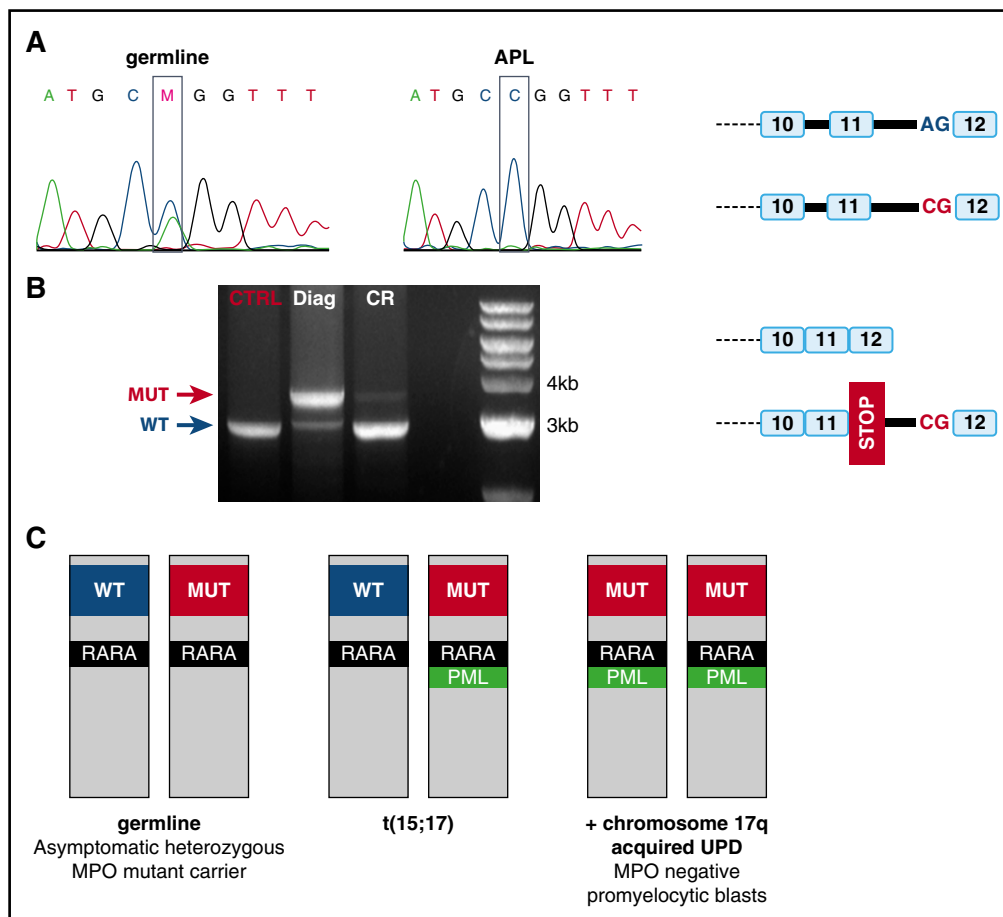 A
germline
A T G C M G G T T T
APL
A T G C C G G T T T
10 11 AG 12
10 11 CG 12
B
CTRL Diag CR
MUT
WT
4kb
3kb
10 11 12
10 11 STOP CG 12
C
WT MUT
RARA RARA
germline
Asymptomatic heterozygous
MPO mutant carrier
WT MUT
RARA RARA
PML
t(15;17)
MUT MUT
RARA RARA
PML PML
+ chromosome 17q
acquired UPD
MPO negative
promyelocytic blasts